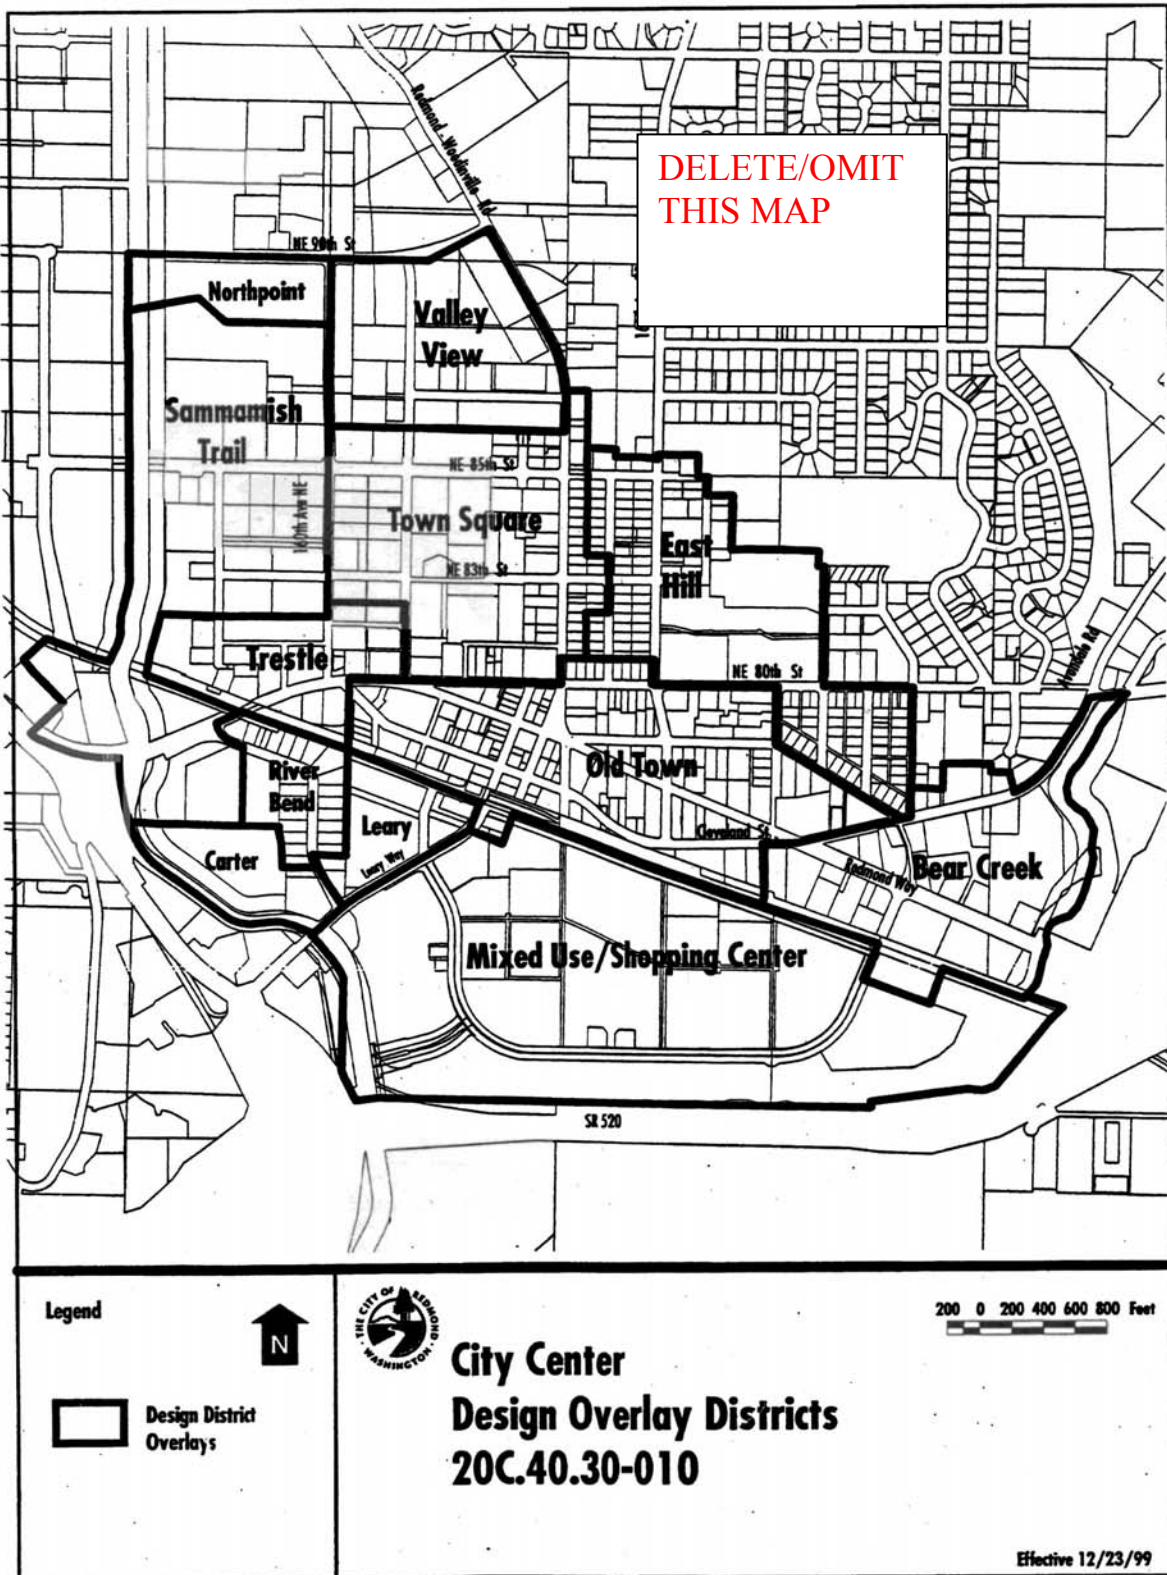 Redmond - Woodinville Rd
DELETE/OMIT
THIS MAP
NE 90th St
Northpoint
Valley
View
Sammamish
Trail
NE 85th St
160th Ave NE
Town Square
East
Hill
NE 83th St
Trestle
NE 80th St
Avondale Rd
River
Bend
Old Town
Leary
Cleveland St.
Carter
Leary Way
Redmond Way
Bear Creek
Mixed Use/Shopping Center
SR 520
Legend
N
THE CITY OF REDMOND
WASHINGTON
200 0 200 400 600 800 Feet
City Center
Design Overlay Districts
20C.40.30-010
Design District
Overlays
Effective 12/23/99